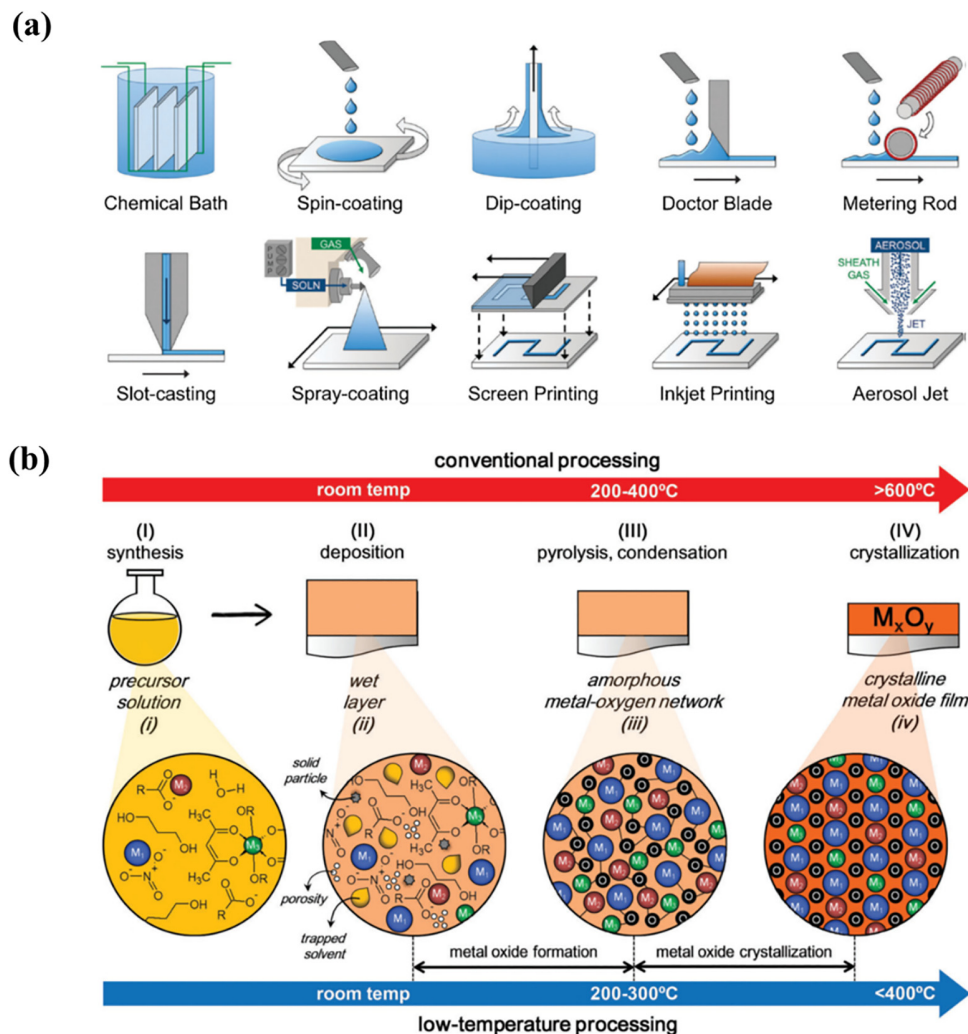 (a)
Chemical Bath
Spin-coating
Dip-coating
Doctor Blade
Metering Rod
PUMP
GAS
SOLN
AEROSOL
SHEATH
GAS
JET
Slot-casting
Spray-coating
Screen Printing
Inkjet Printing
Aerosol Jet
(b)
conventional processing
room temp
200-400ºC
>600ºC
(I)
synthesis
(II)
deposition
(III)
pyrolysis, condensation
(IV)
crystallization
MxOy
precursor
solution
(i)
wet
layer
(ii)
amorphous
metal-oxygen network
(iii)
crystalline
metal oxide film
(iv)
solid
particle
porosity
trapped
solvent
metal oxide formation
metal oxide crystallization
room temp
200-300ºC
<400ºC
low-temperature processing